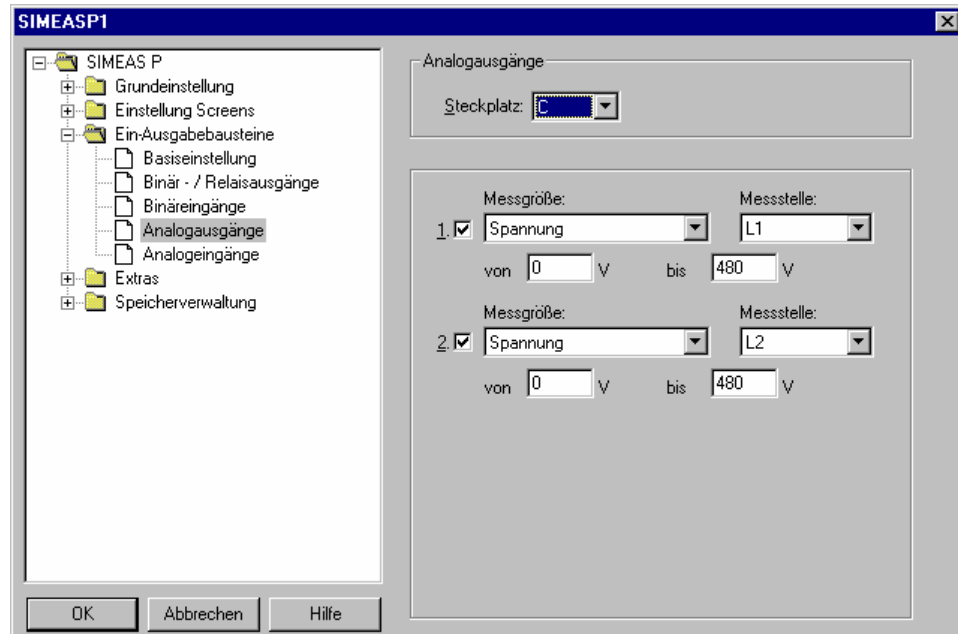 SIMEASP1
SIMEAS P
Grundeinstellung
Einstellung Screens
Ein-Ausgabebausteine
Basiseinstellung
Binär - / Relaisausgänge
Binäreingänge
Analogausgänge
Analogeingänge
Extras
Speicherverwaltung
OK Abbrechen Hilfe
Analogausgänge
Steckplatz: C
Messgröße: Messstelle:
1. Spannung L1
von 0 V bis 480 V
Messgröße: Messstelle:
2. Spannung L2
von 0 V bis 480 V